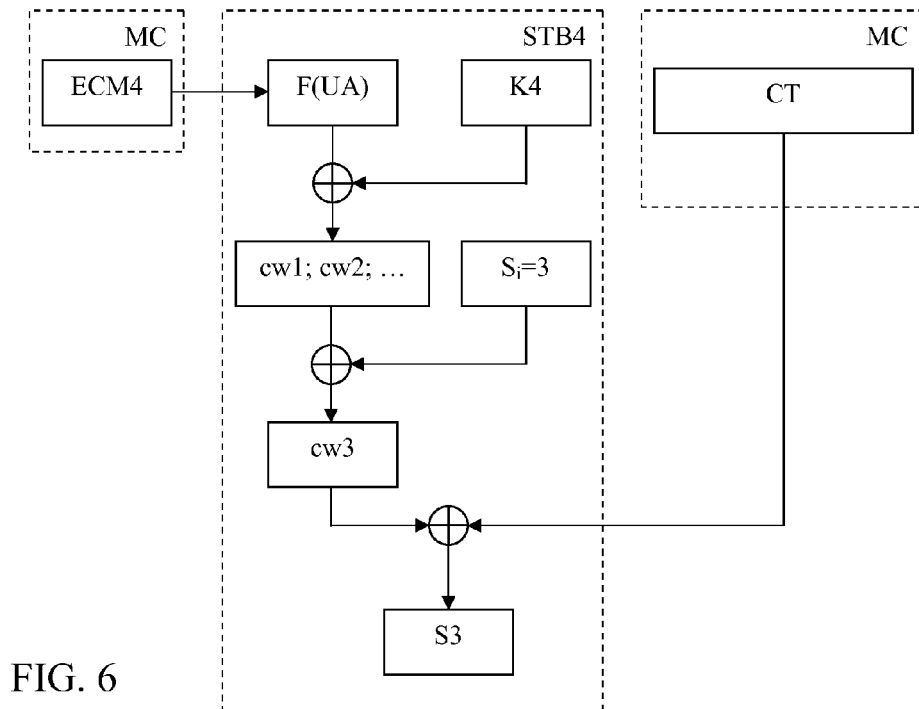 MC
STB4
MC
ECM4
F(UA)
K4
CT
cw1; cw2; …
Sᵢ=3
cw3
S3
FIG. 6